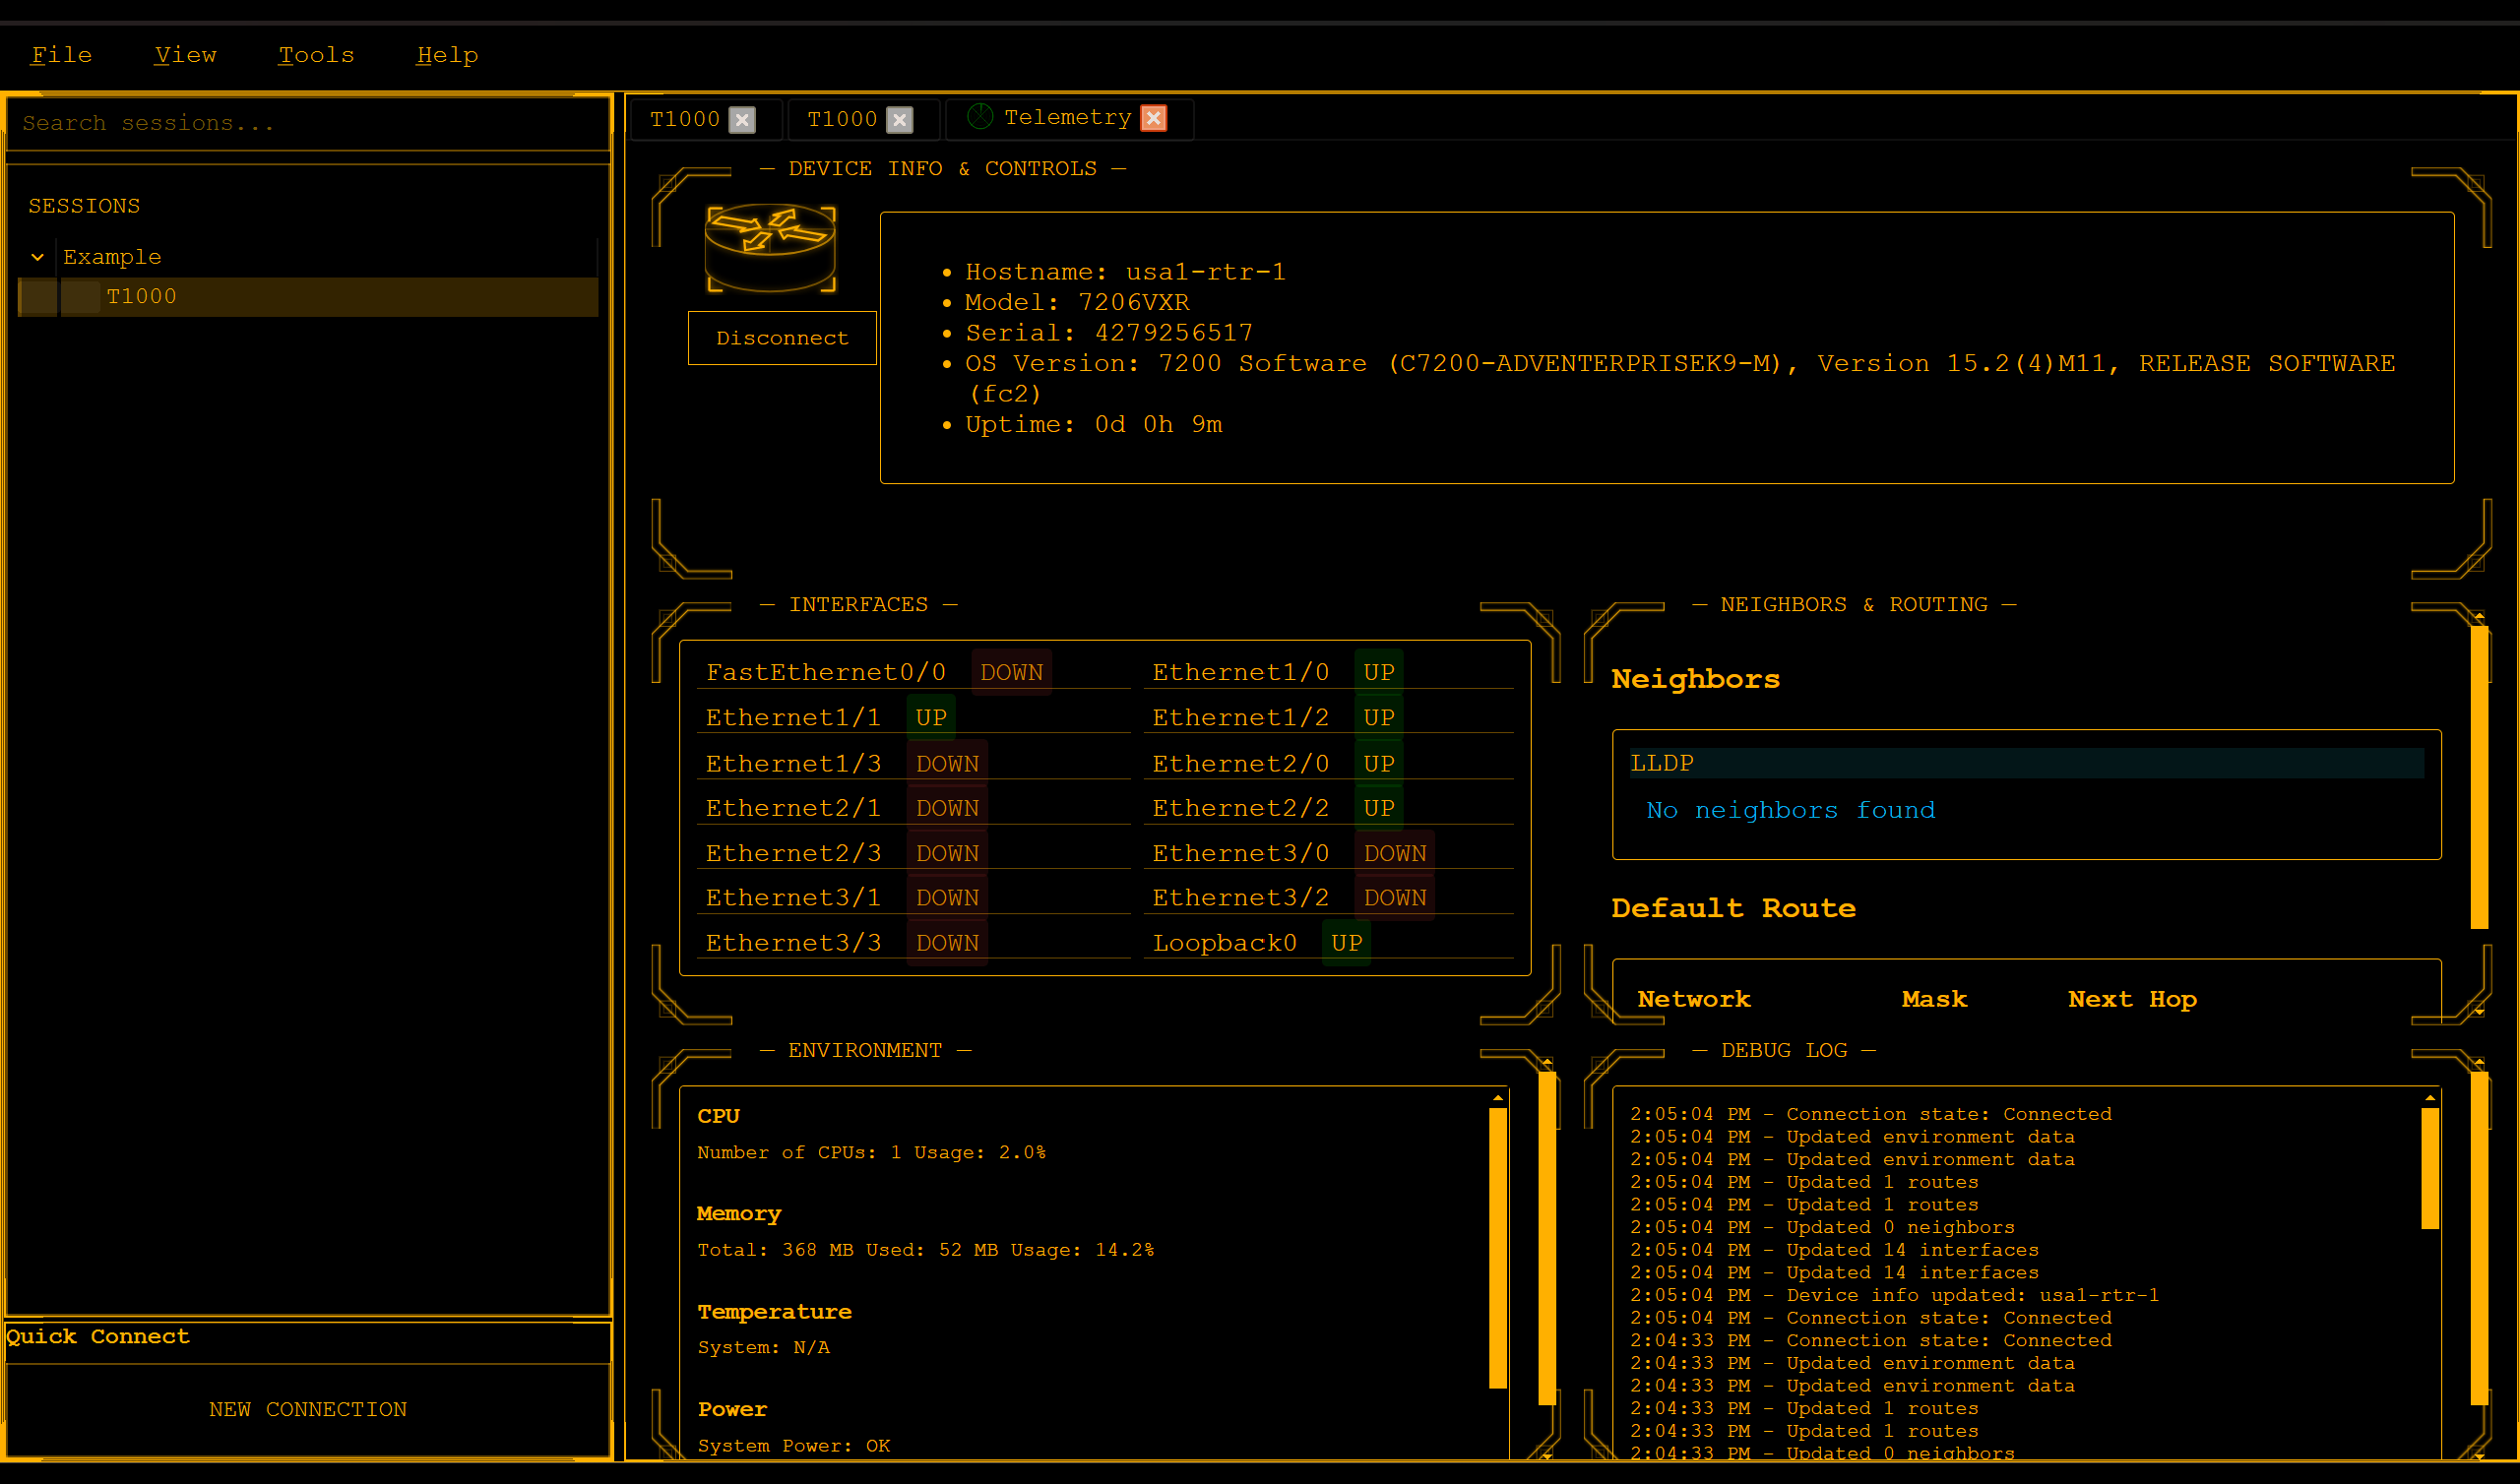 File View Tools Help
Search sessions...
SESSIONS
Example
T1000
Quick Connect
NEW CONNECTION
T1000 T1000 Telemetry
— DEVICE INFO & CONTROLS —
Disconnect
• Hostname: usa1-rtr-1
• Model: 7206VXR
• Serial: 4279256517
• OS Version: 7200 Software (C7200-ADVENTERPRISEK9-M), Version 15.2(4)M11, RELEASE SOFTWARE
(fc2)
• Uptime: 0d 0h 9m
— INTERFACES —
FastEthernet0/0 DOWN Ethernet1/0 UP
Ethernet1/1 UP Ethernet1/2 UP
Ethernet1/3 DOWN Ethernet2/0 UP
Ethernet2/1 DOWN Ethernet2/2 UP
Ethernet2/3 DOWN Ethernet3/0 DOWN
Ethernet3/1 DOWN Ethernet3/2 DOWN
Ethernet3/3 DOWN Loopback0 UP
— NEIGHBORS & ROUTING —
Neighbors
LLDP
No neighbors found
Default Route
Network Mask Next Hop
— ENVIRONMENT —
CPU
Number of CPUs: 1 Usage: 2.0%
Memory
Total: 368 MB Used: 52 MB Usage: 14.2%
Temperature
System: N/A
Power
System Power: OK
— DEBUG LOG —
2:05:04 PM - Connection state: Connected
2:05:04 PM - Updated environment data
2:05:04 PM - Updated environment data
2:05:04 PM - Updated 1 routes
2:05:04 PM - Updated 1 routes
2:05:04 PM - Updated 0 neighbors
2:05:04 PM - Updated 14 interfaces
2:05:04 PM - Updated 14 interfaces
2:05:04 PM - Device info updated: usa1-rtr-1
2:05:04 PM - Connection state: Connected
2:04:33 PM - Connection state: Connected
2:04:33 PM - Updated environment data
2:04:33 PM - Updated environment data
2:04:33 PM - Updated 1 routes
2:04:33 PM - Updated 1 routes
2:04:33 PM - Updated 0 neighbors